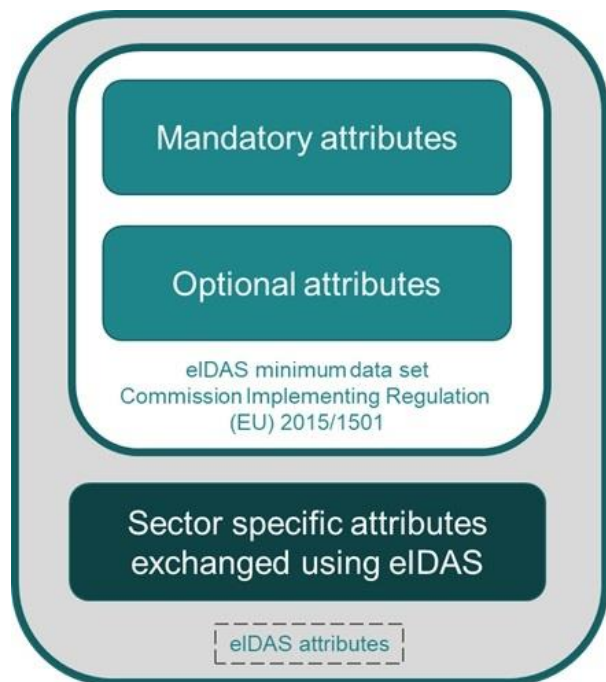 Mandatory attributes
Optional attributes
eIDAS minimum data set
Commission Implementing Regulation
(EU) 2015/1501
Sector specific attributes
exchanged using eIDAS
eIDAS attributes